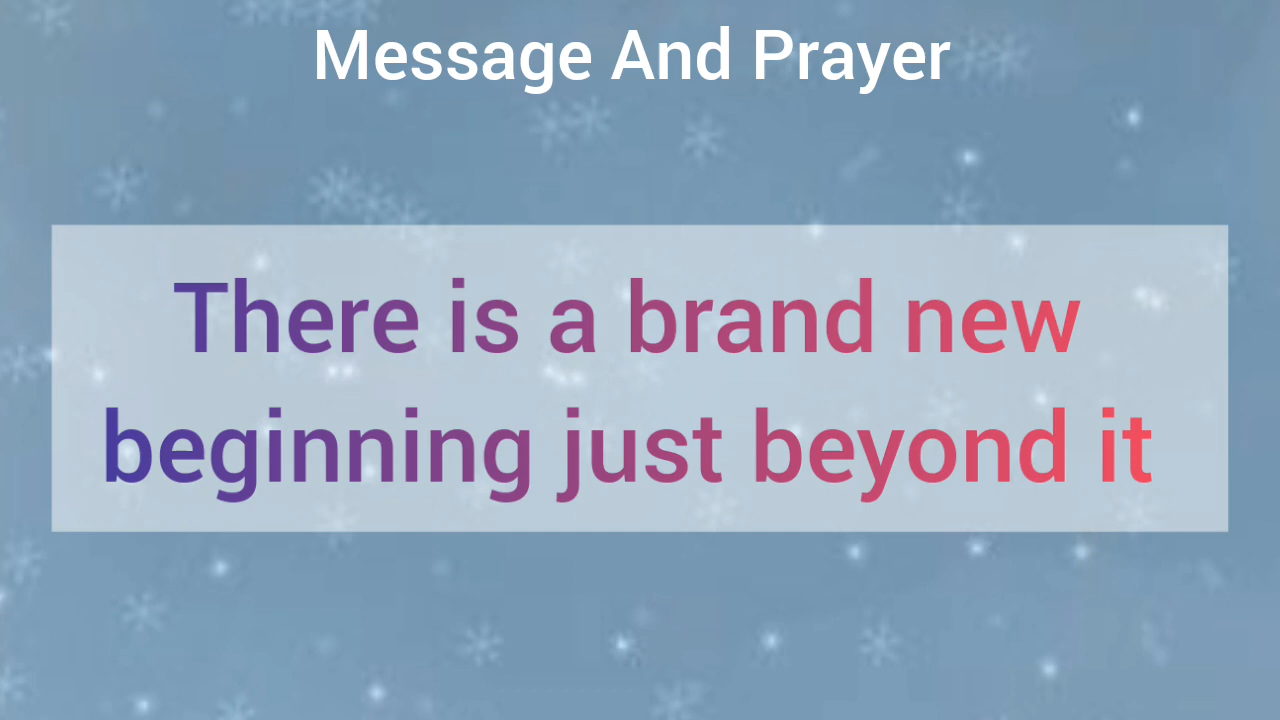 Message And Prayer
There is a brand new
beginning just beyond it